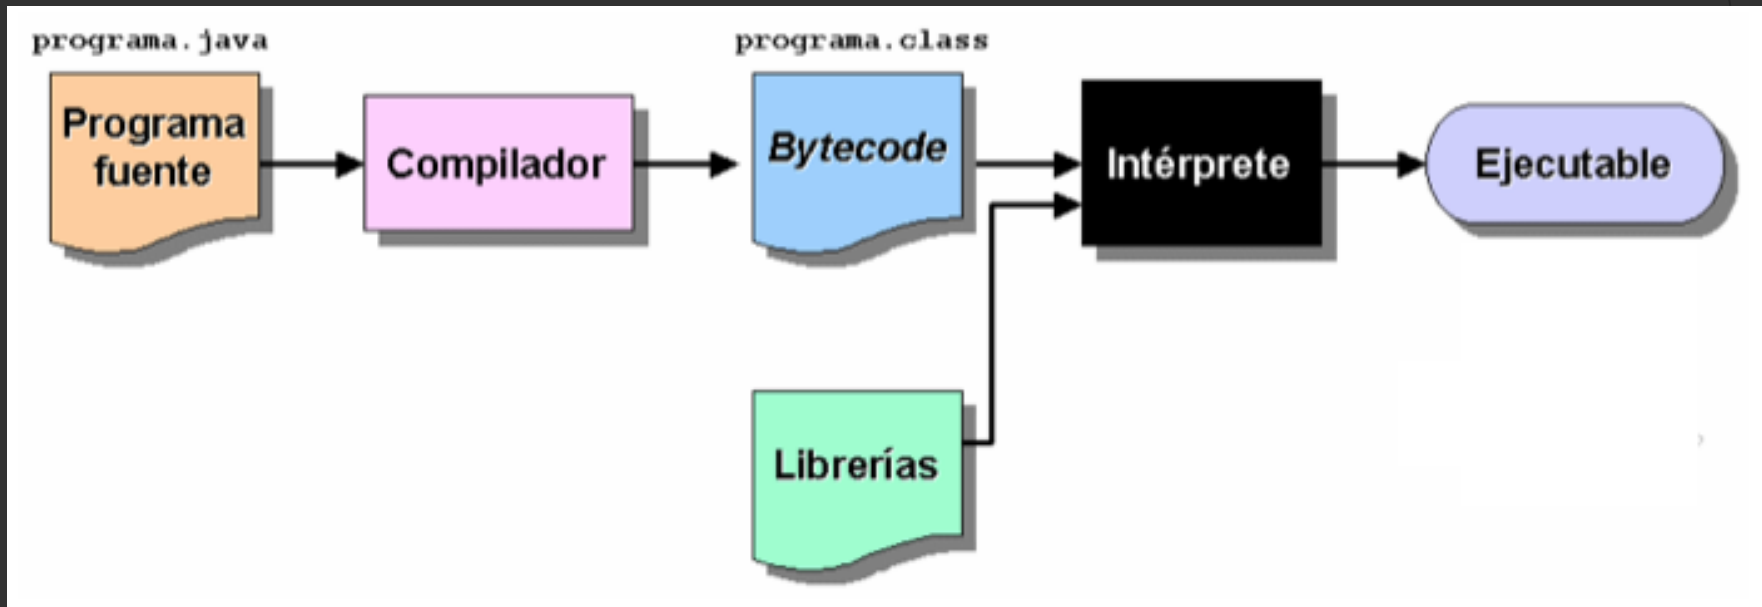 programa.java
programa.class
Programa
fuente
Compilador
Bytecode
Intérprete
Ejecutable
Librerías